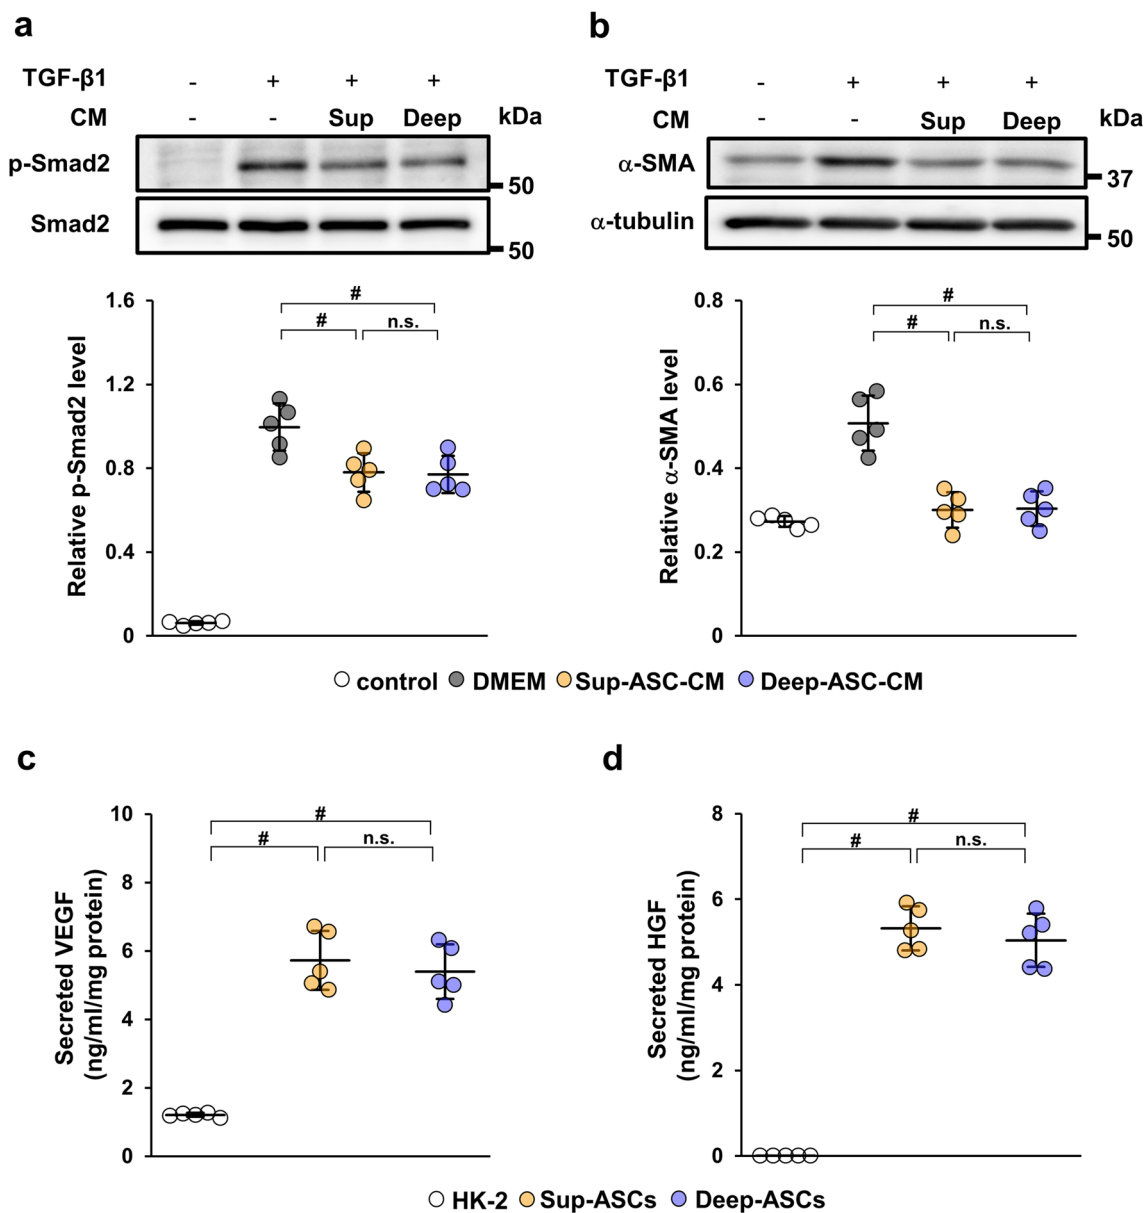 a
TGF-β1 - + + +
CM - - Sup Deep kDa
p-Smad2
50
Smad2
50
# 
# n.s.
Relative p-Smad2 level
1.6
1.2
0.8
0.4
0
b
TGF-β1 - + + +
CM - - Sup Deep kDa
α-SMA
37
α-tubulin
50
#
# n.s.
Relative α-SMA level
0.8
0.6
0.4
0.2
0
control DMEM Sup-ASC-CM Deep-ASC-CM
c
#
# n.s.
Secreted VEGF
(ng/ml/mg protein)
10
8
6
4
2
0
d
#
# n.s.
Secreted HGF
(ng/ml/mg protein)
8
6
4
2
0
HK-2 Sup-ASCs Deep-ASCs